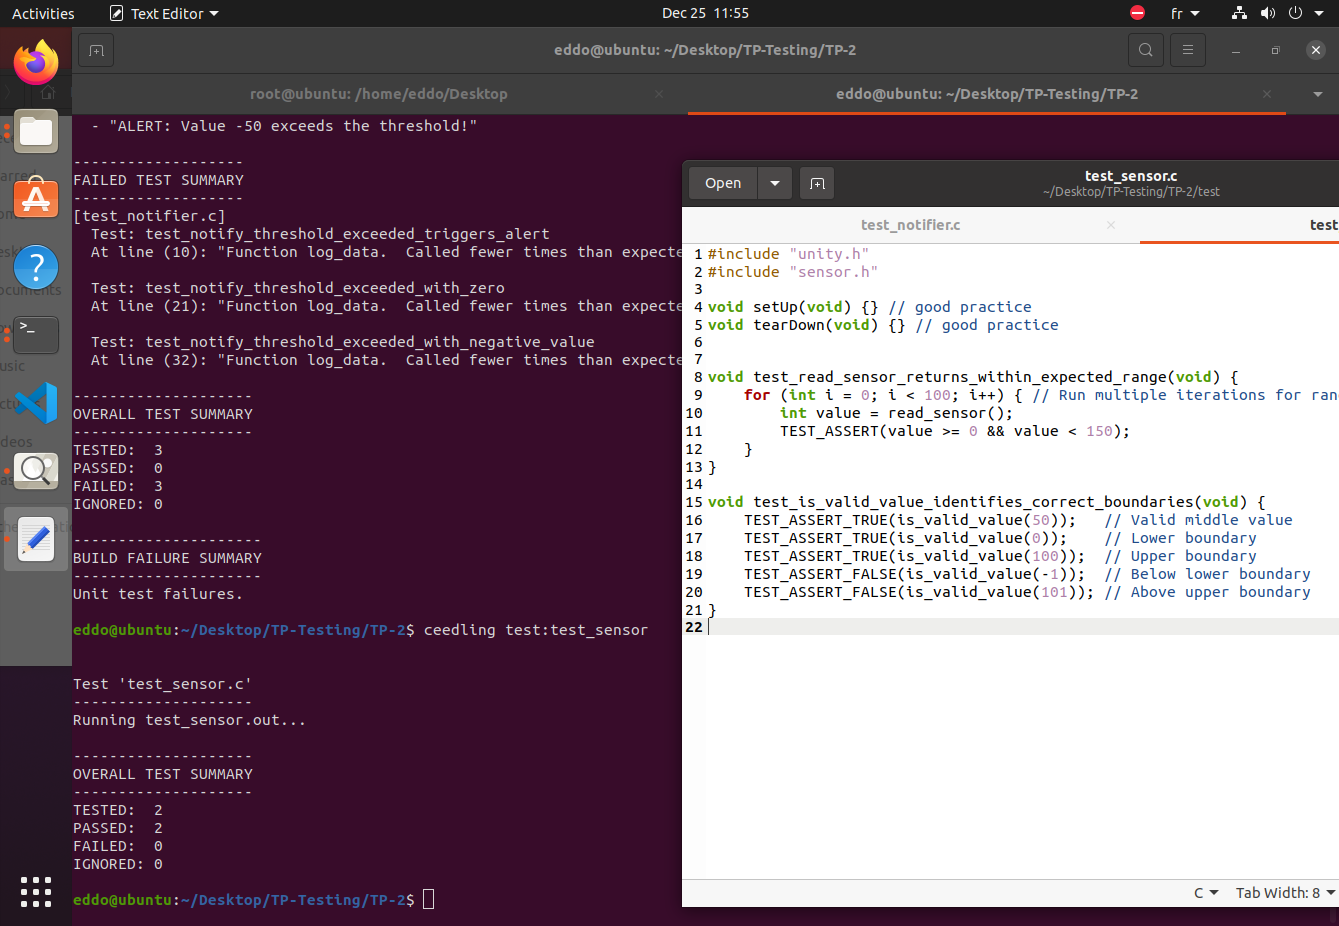 Activities Text Editor Dec 25 11:55 fr
eddo@ubuntu: ~/Desktop/TP-Testing/TP-2
root@ubuntu: /home/eddo/Desktop
eddo@ubuntu: ~/Desktop/TP-Testing/TP-2
- "ALERT: Value -50 exceeds the threshold!"
-------------------
FAILED TEST SUMMARY
-------------------
[test_notifier.c]
Test: test_notify_threshold_exceeded_triggers_alert
At line (10): "Function log_data.  Called fewer times than expecte
Test: test_notify_threshold_exceeded_with_zero
At line (21): "Function log_data.  Called fewer times than expecte
Test: test_notify_threshold_exceeded_with_negative_value
At line (32): "Function log_data.  Called fewer times than expecte
--------------------
OVERALL TEST SUMMARY
--------------------
TESTED:  3
PASSED:  0
FAILED:  3
IGNORED: 0
---------------------
BUILD FAILURE SUMMARY
---------------------
Unit test failures.
eddo@ubuntu:~/Desktop/TP-Testing/TP-2$ ceedling test:test_sensor
Test 'test_sensor.c'
--------------------
Running test_sensor.out...
--------------------
OVERALL TEST SUMMARY
--------------------
TESTED:  2
PASSED:  2
FAILED:  0
IGNORED: 0
eddo@ubuntu:~/Desktop/TP-Testing/TP-2$
Open
test_sensor.c
~/Desktop/TP-Testing/TP-2/test
test_notifier.c
test
1 #include "unity.h"
2 #include "sensor.h"
3
4 void setUp(void) {} // good practice
5 void tearDown(void) {} // good practice
6
7
8 void test_read_sensor_returns_within_expected_range(void) {
9     for (int i = 0; i < 100; i++) { // Run multiple iterations for ran
10         int value = read_sensor();
11         TEST_ASSERT(value >= 0 && value < 150);
12     }
13 }
14
15 void test_is_valid_value_identifies_correct_boundaries(void) {
16     TEST_ASSERT_TRUE(is_valid_value(50));   // Valid middle value
17     TEST_ASSERT_TRUE(is_valid_value(0));    // Lower boundary
18     TEST_ASSERT_TRUE(is_valid_value(100));  // Upper boundary
19     TEST_ASSERT_FALSE(is_valid_value(-1));  // Below lower boundary
20     TEST_ASSERT_FALSE(is_valid_value(101)); // Above upper boundary
21 }
22
C Tab Width: 8